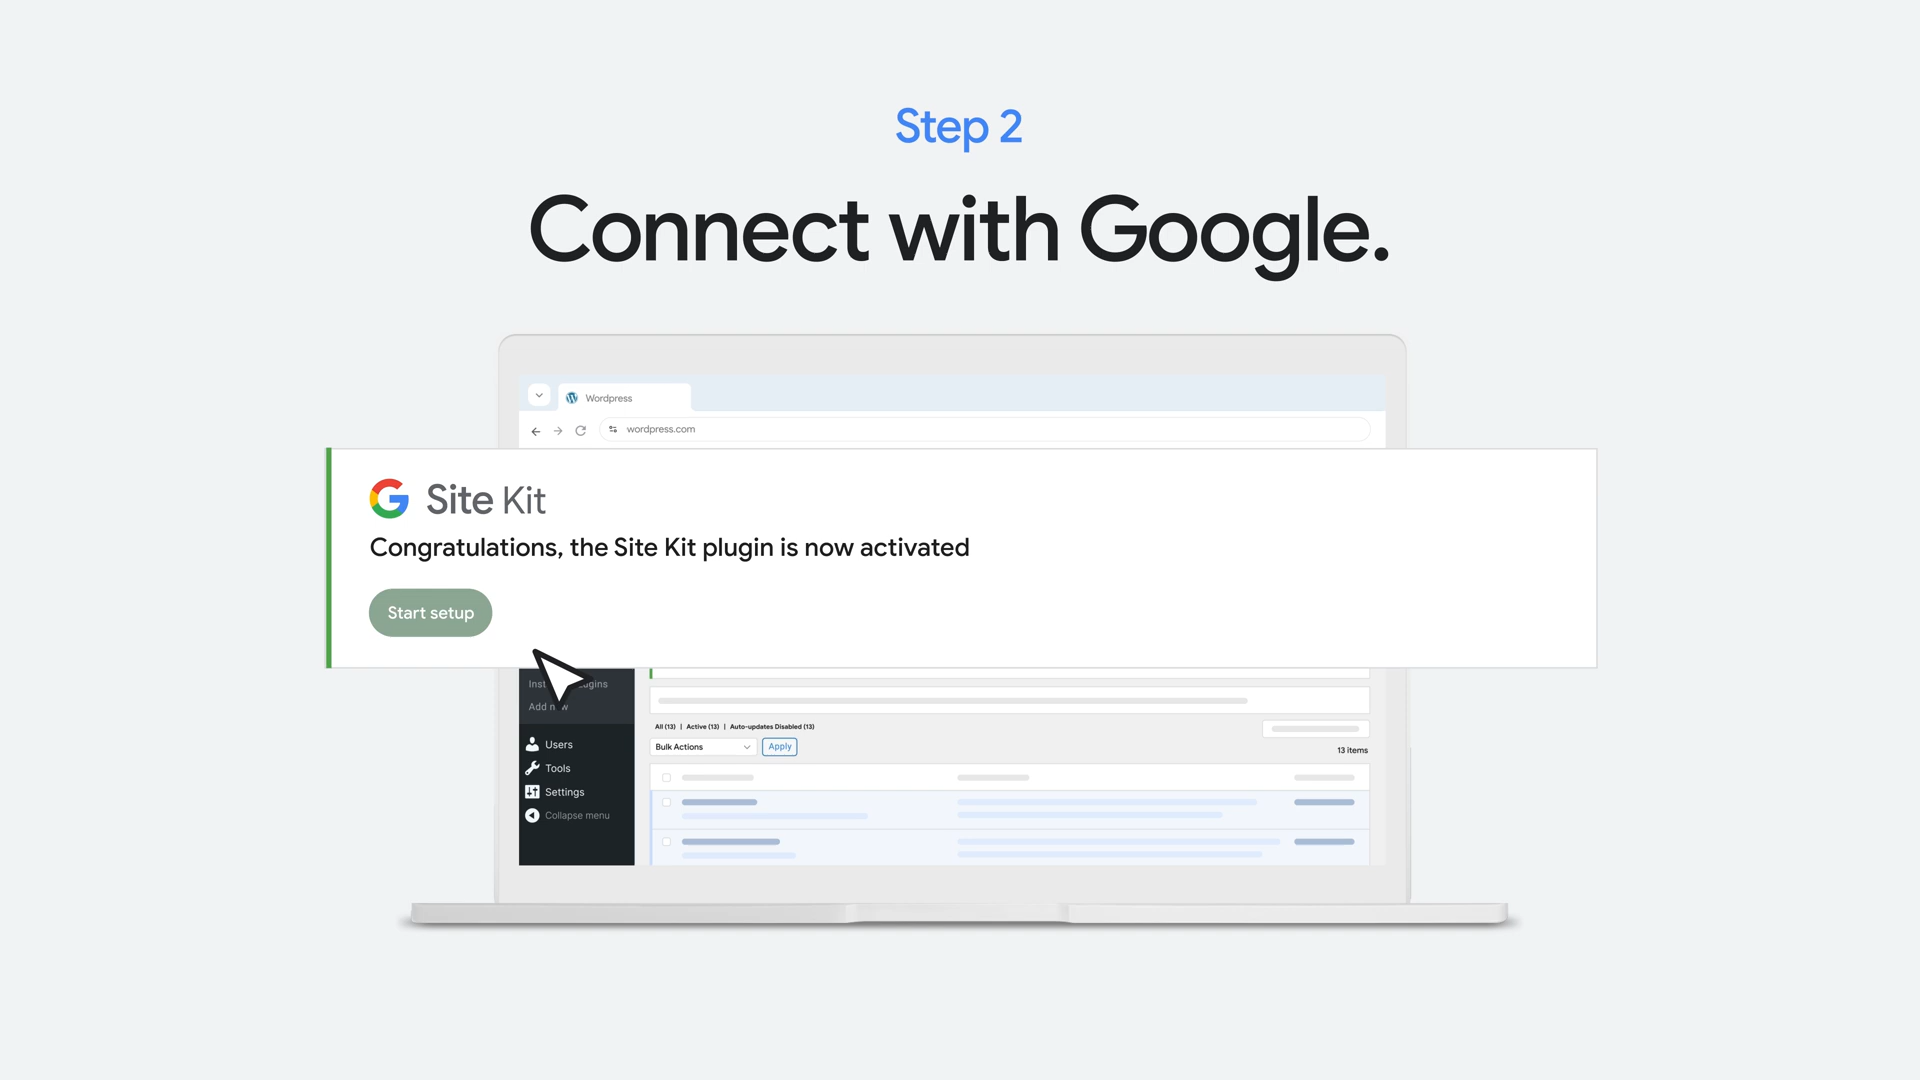 Step 2
Connect with Google.
Wordpress
wordpress.com
Site Kit
Congratulations, the Site Kit plugin is now activated
Start setup
Add new
Users
Tools
Settings
Collapse menu
All (13) | Active (13) | Auto-updates Disabled (13)
Bulk Actions
Apply
13 items